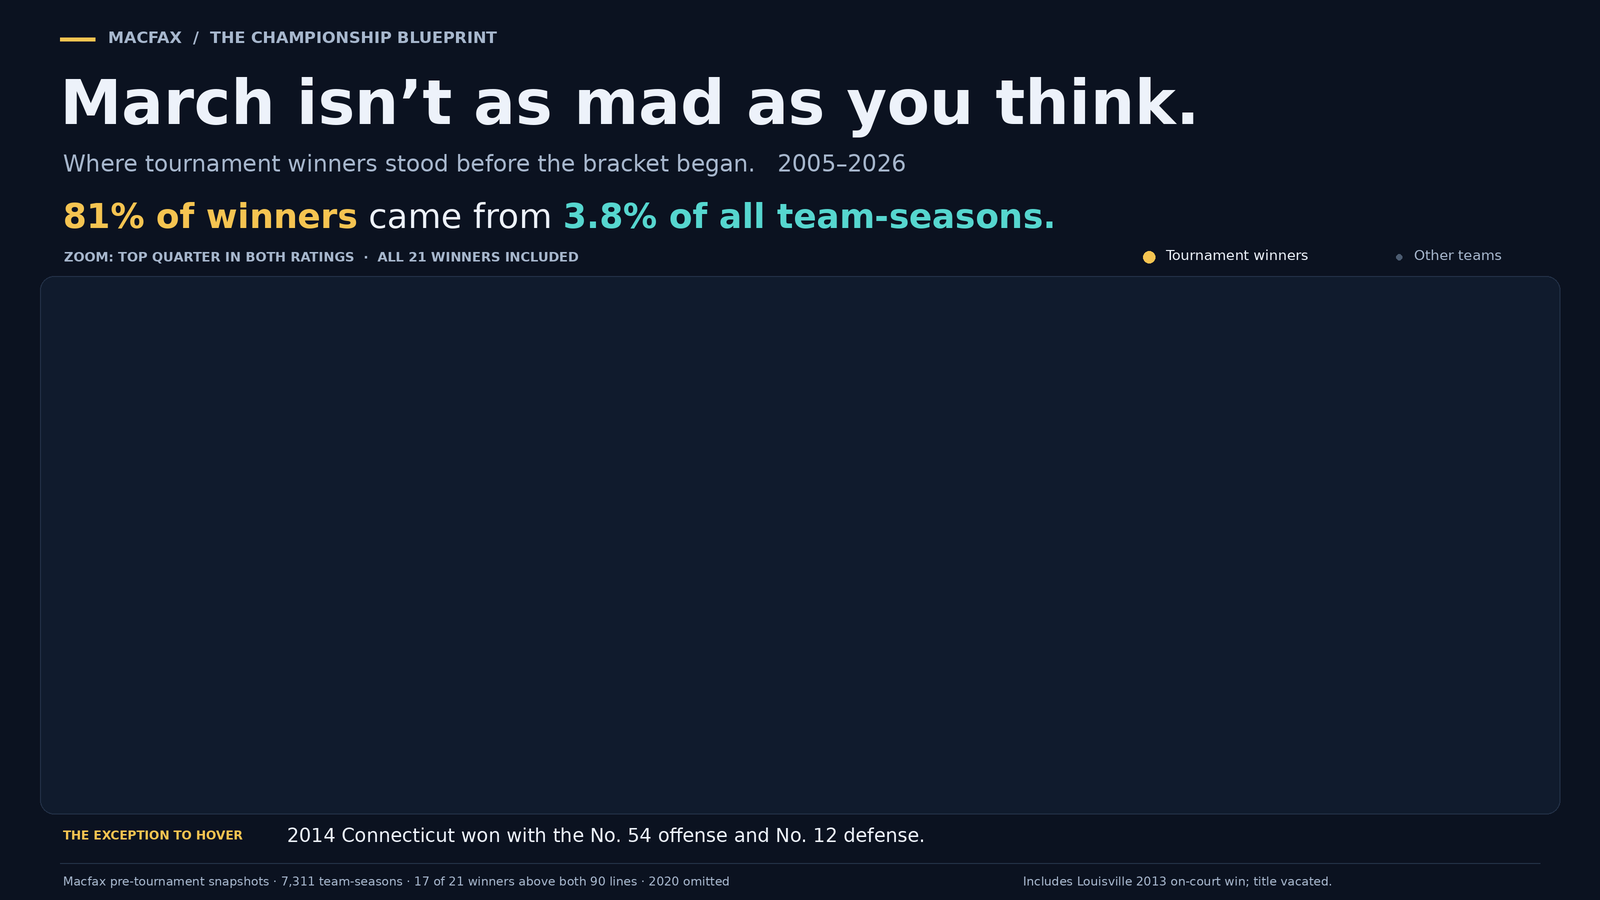 MACFAX / THE CHAMPIONSHIP BLUEPRINT
March isn’t as mad as you think.
Where tournament winners stood before the bracket began. 2005–2026
81% of winners came from 3.8% of all team-seasons.
ZOOM: TOP QUARTER IN BOTH RATINGS · ALL 21 WINNERS INCLUDED
Tournament winners
Other teams
THE EXCEPTION TO HOVER
2014 Connecticut won with the No. 54 offense and No. 12 defense.
Macfax pre-tournament snapshots · 7,311 team-seasons · 17 of 21 winners above both 90 lines · 2020 omitted
Includes Louisville 2013 on-court win; title vacated.